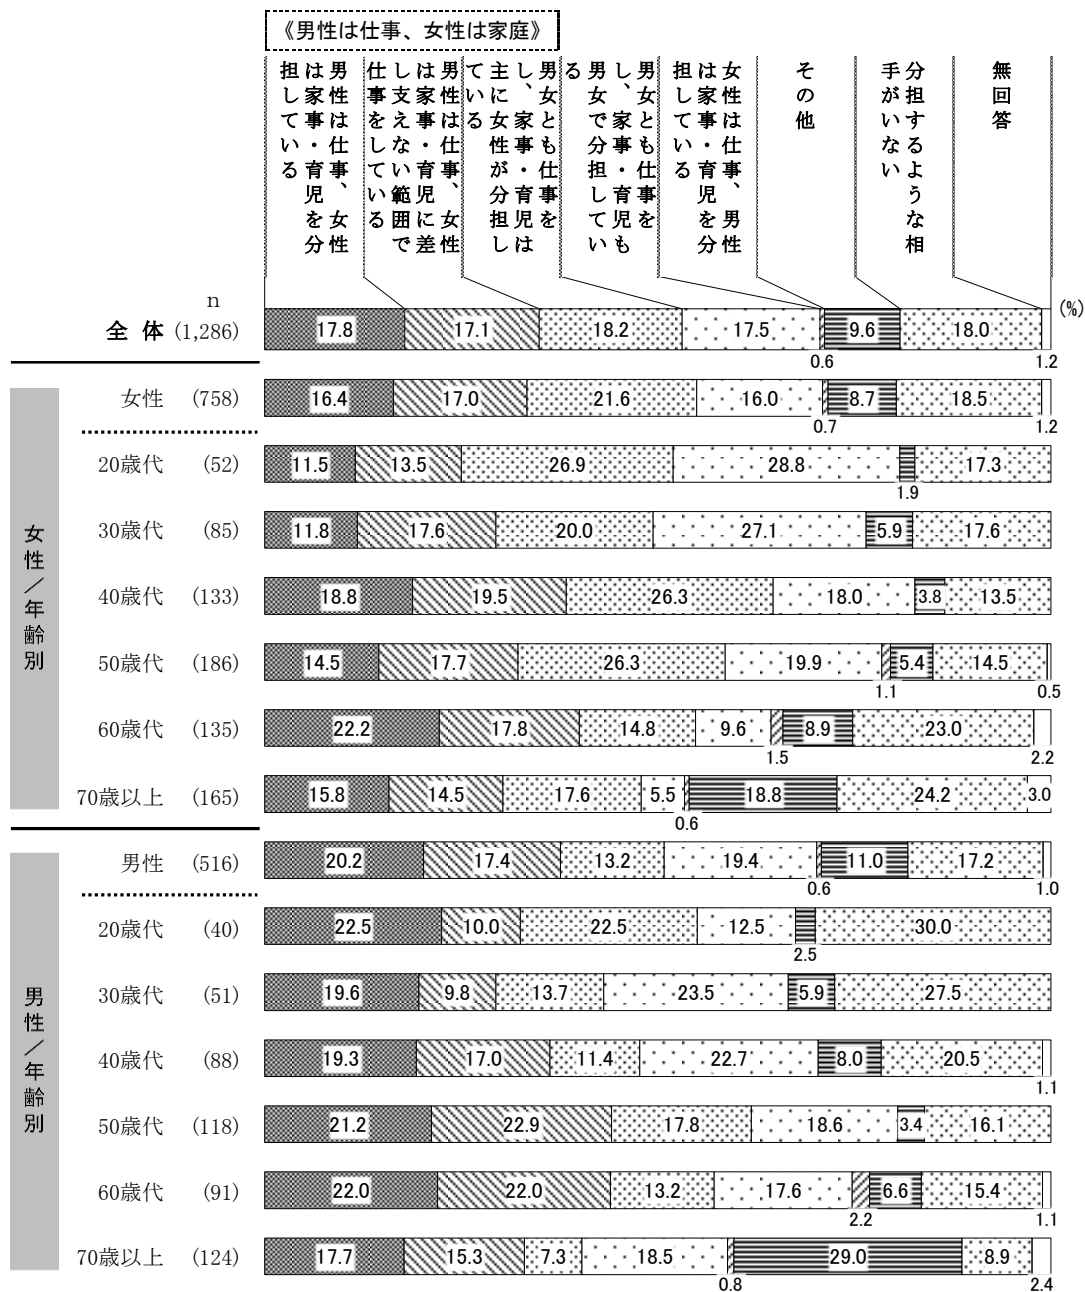 《男性は仕事、女性は家庭》
男性は仕事、女性
は家事・育児を分
担している
男性は仕事、女性
は家事・育児に差
し支えない範囲で
仕事をしている
男女とも仕事を
し、家事・育児は
主に女性が分担し
ている
男女とも仕事を
し、家事・育児も
男女で分担してい
る
女性は仕事、男性
は家事・育児を分
担している
その他
分担するような相
手がいない
無回答
n
(%)
全 体 (1,286) 17.8 17.1 18.2 17.5 9.6 18.0
0.6 1.2
女性 (758) 16.4 17.0 21.6 16.0 8.7 18.5
0.7 1.2
20歳代 (52) 11.5 13.5 26.9 28.8 17.3
1.9
30歳代 (85) 11.8 17.6 20.0 27.1 5.9 17.6
40歳代 (133) 18.8 19.5 26.3 18.0 3.8 13.5
50歳代 (186) 14.5 17.7 26.3 19.9 5.4 14.5
1.1 0.5
60歳代 (135) 22.2 17.8 14.8 9.6 8.9 23.0
1.5 2.2
70歳以上 (165) 15.8 14.5 17.6 5.5 18.8 24.2 3.0
0.6
女性／年齢別
男性 (516) 20.2 17.4 13.2 19.4 11.0 17.2
0.6 1.0
20歳代 (40) 22.5 10.0 22.5 12.5 30.0
2.5
30歳代 (51) 19.6 9.8 13.7 23.5 5.9 27.5
40歳代 (88) 19.3 17.0 11.4 22.7 8.0 20.5
1.1
50歳代 (118) 21.2 22.9 17.8 18.6 3.4 16.1
60歳代 (91) 22.0 22.0 13.2 17.6 6.6 15.4
2.2 1.1
70歳以上 (124) 17.7 15.3 7.3 18.5 29.0 8.9
0.8 2.4
男性／年齢別